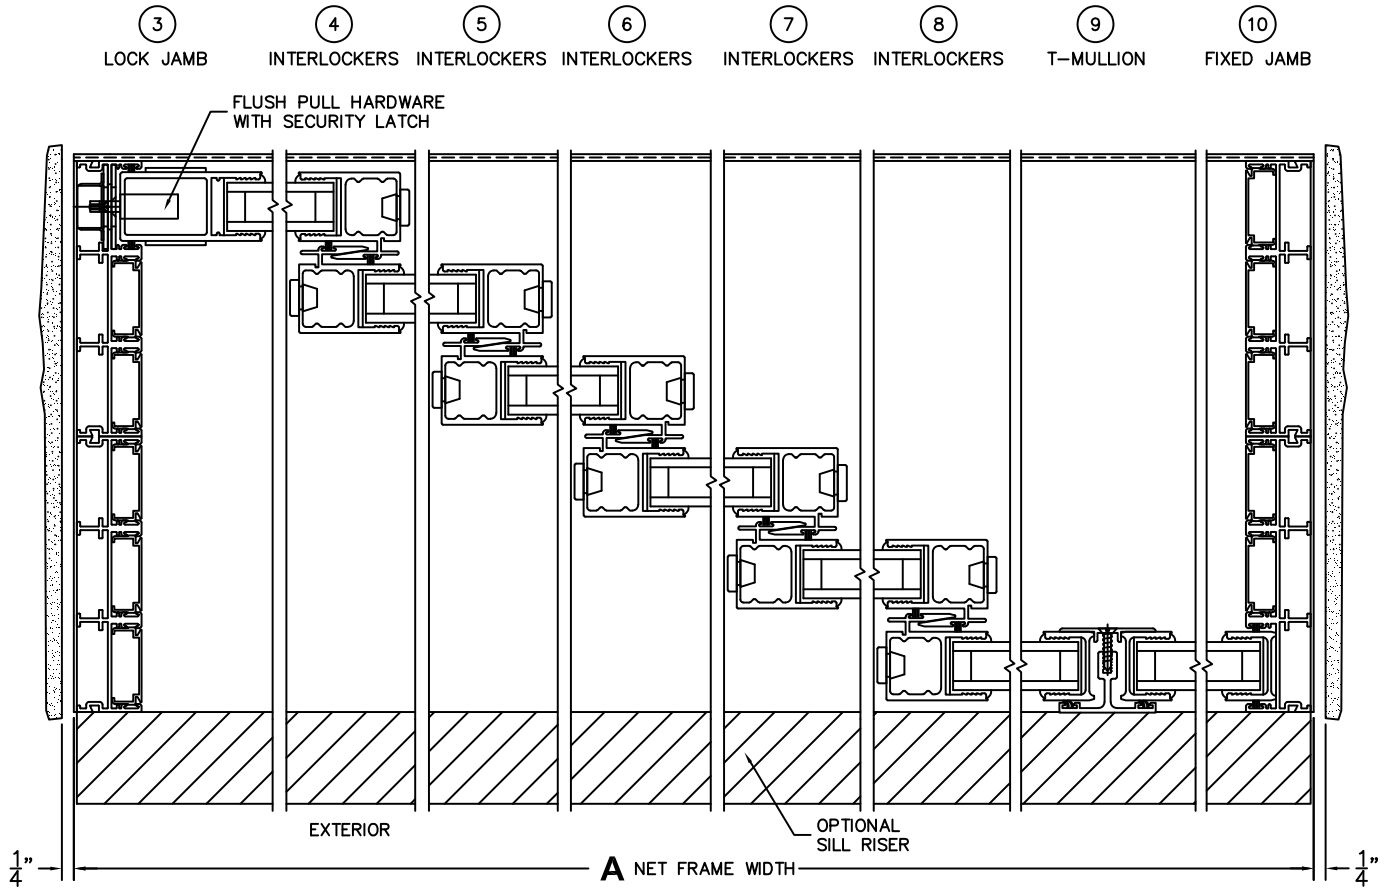 3 4 5 6 7 8 9 10
LOCK JAMB INTERLOCKERS INTERLOCKERS INTERLOCKERS INTERLOCKERS INTERLOCKERS T-MULLION FIXED JAMB
FLUSH PULL HARDWARE
WITH SECURITY LATCH
EXTERIOR
OPTIONAL
SILL RISER
1/4" A NET FRAME WIDTH 1/4"